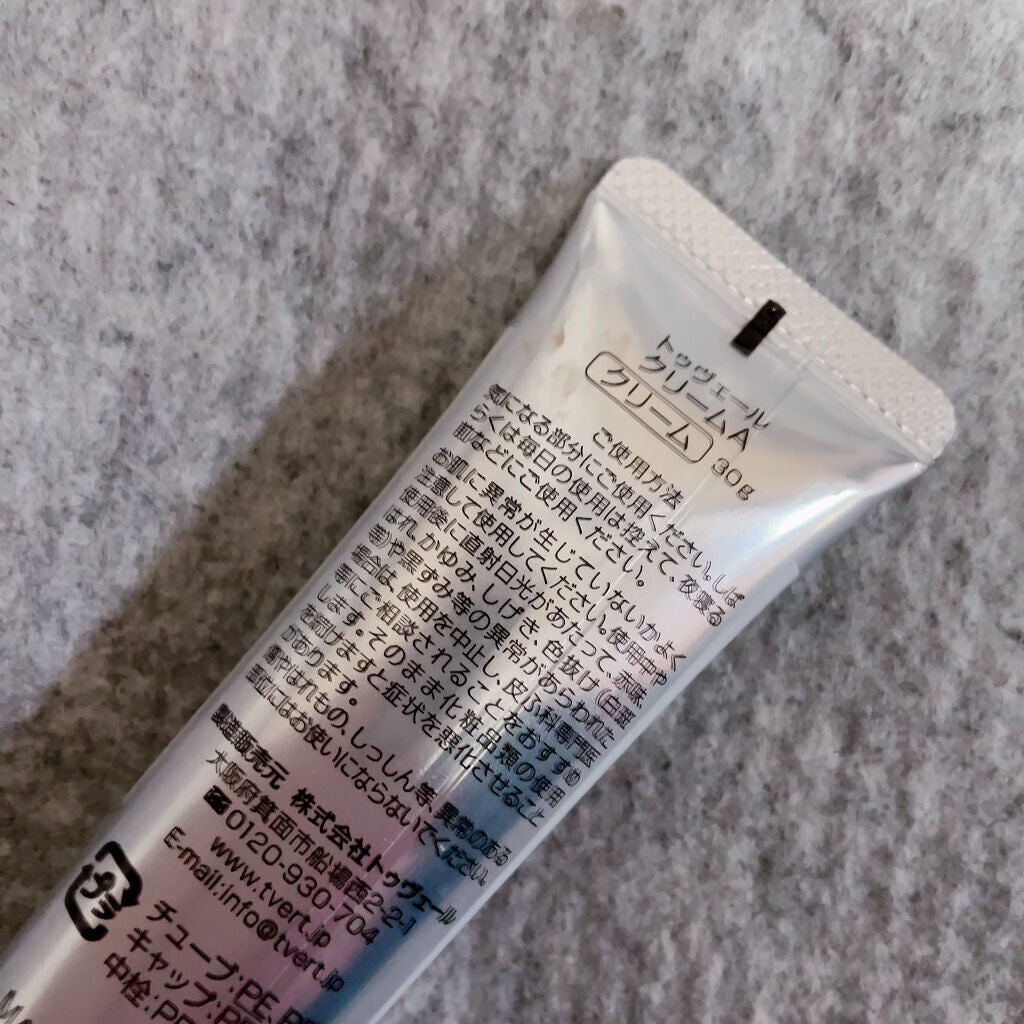 トゥヴェール
クリームA
クリーム 30g
ご使用方法
気になる部分にご使用ください。しば
らくは毎日の使用は控えて、夜寝る
前などにご使用ください。
お肌に異常が生じていないかよく
注意して使用してください。使用中や
使用後に直射日光があたって、赤味、
はれ、かゆみ、しげき、色抜け(白斑
等)や黒ずみ等の異常があらわれた
場合は、使用を中止し、皮ふ科専門医
等にご相談されることをおすすめ
します。そのまま化粧品類の使用
を続けますと症状を悪化させること
があります。
傷やはれもの、しっしん等、異常のある
部位にはお使いにならないでください。
製造販売元 株式会社トゥヴェール
大阪府箕面市船場西2-2-1
0120-930-704
www.tvert.jp
E-mail:info@tvert.jp
プラ
チューブ:PE,
キャップ:PP
中栓: